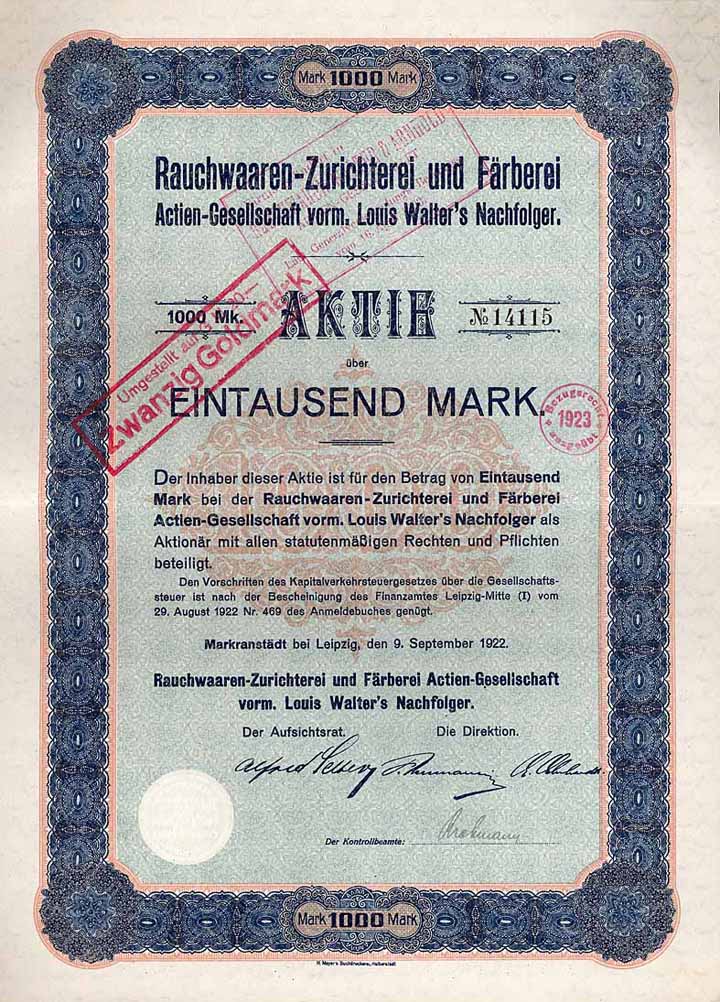 Mark 1000 Mark
Rauchwaaren-Zurichterei und Färberei
Actien-Gesellschaft vorm. Louis Walter's Nachfolger.
1000 Mk.
AKTIE
№ 14115
Umgestellt auf
Zwanzig Goldmark
über
EINTAUSEND MARK.
Bezugsrecht
1923
Der Inhaber dieser Aktie ist für den Betrag von Eintausend
Mark bei der Rauchwaaren-Zurichterei und Färberei
Actien-Gesellschaft vorm. Louis Walter's Nachfolger als
Aktionär mit allen statutenmäßigen Rechten und Pflichten
beteiligt.
Den Vorschriften des Kapitalverkehrsteuergesetzes über die Gesellschafts-
steuer ist nach der Bescheinigung des Finanzamtes Leipzig-Mitte (I) vom
29. August 1922 Nr. 469 des Anmeldebuches genügt.
Markranstädt bei Leipzig, den 9. September 1922.
Rauchwaaren-Zurichterei und Färberei Actien-Gesellschaft
vorm. Louis Walter's Nachfolger.
Der Aufsichtsrat. Die Direktion.
Alfred
Der Kontrollbeamte:
Mark 1000 Mark
H. Meyer's Buchdruckerei, Halberstadt